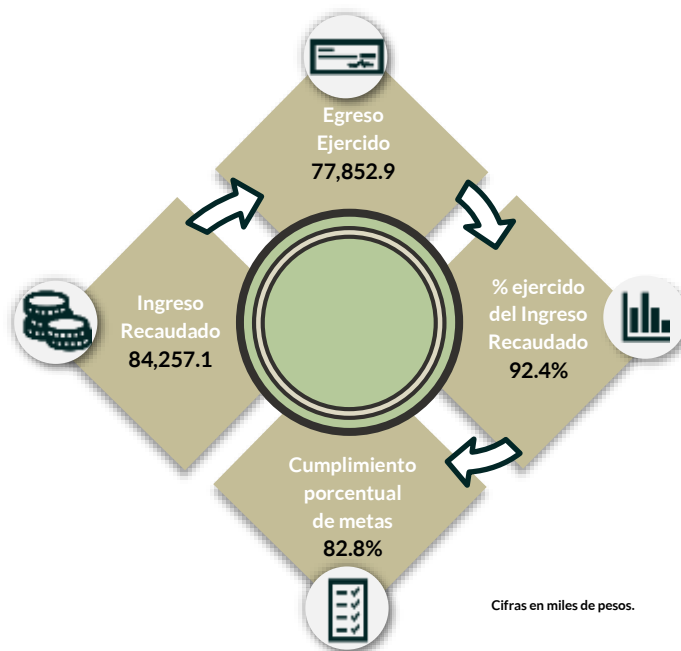 Egreso
Ejercido
77,852.9
Ingreso
Recaudado
84,257.1
% ejercido
del Ingreso
Recaudado
92.4%
Cumplimiento
porcentual
de metas
82.8%
Cifras en miles de pesos.